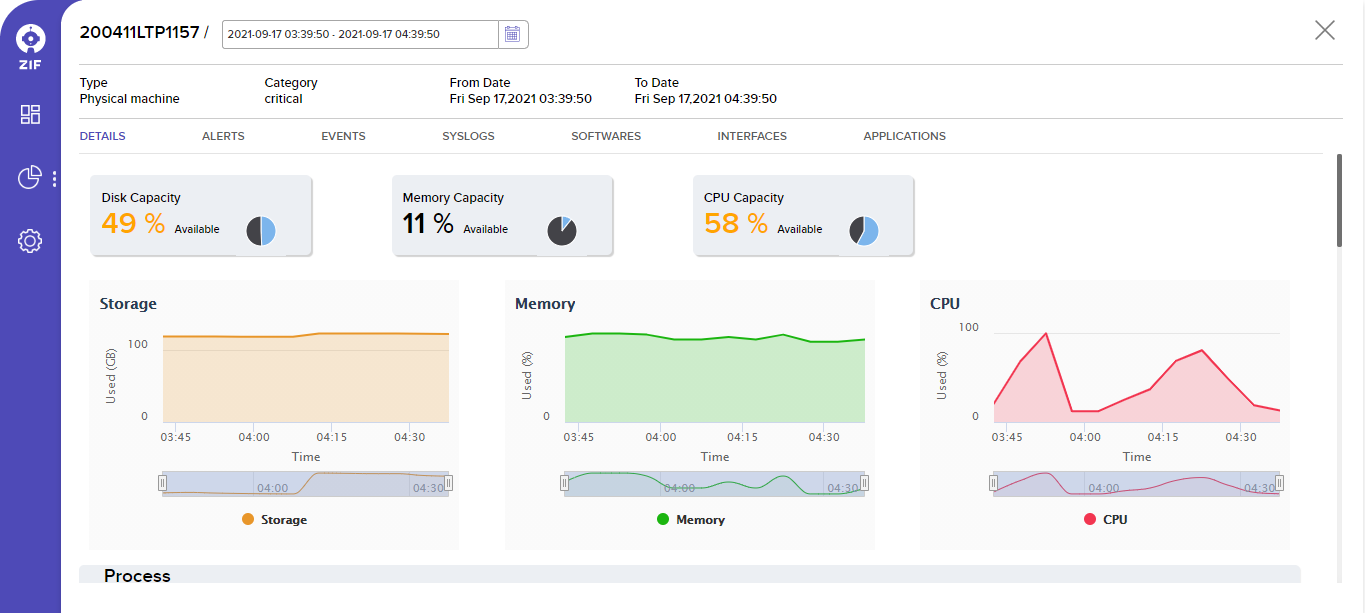 ZIF
200411LTP1157 / 2021-09-17 03:39:50 - 2021-09-17 04:39:50
Type Category From Date To Date
Physical machine critical Fri Sep 17,2021 03:39:50 Fri Sep 17,2021 04:39:50
DETAILS ALERTS EVENTS SYSLOGS SOFTWARES INTERFACES APPLICATIONS
Disk Capacity
49 % Available
Memory Capacity
11 % Available
CPU Capacity
58 % Available
Storage
Used (GB)
100
0
03:45 04:00 04:15 04:30
Time
04:00 04:30
Storage
Memory
Used (%)
0
03:45 04:00 04:15 04:30
Time
04:00 04:30
Memory
CPU
Used (%)
100
0
03:45 04:00 04:15 04:30
Time
04:00 04:30
CPU
Process